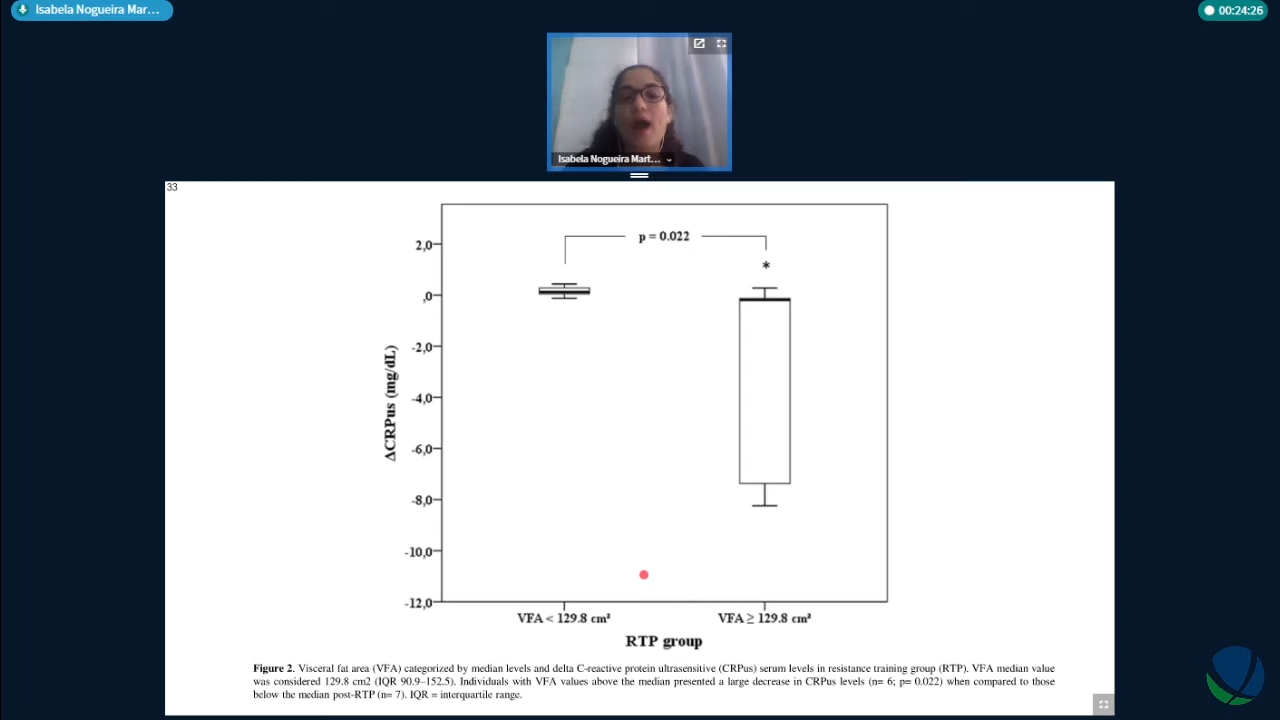 Isabela Nogueira Mar...
00:24:26
Isabela Nogueira Mart...
33
p = 0.022
*
2,0
,0
-2,0
-4,0
-6,0
-8,0
-10,0
-12,0
ΔCRPus (mg/dL)
VFA < 129.8 cm²
VFA ≥ 129.8 cm²
RTP group
Figure 2. Visceral fat area (VFA) categorized by median levels and delta C-reactive protein ultrasensitive (CRPus) serum levels in resistance training group (RTP). VFA median value
was considered 129.8 cm2 (IQR 90.9–152.5). Individuals with VFA values above the median presented a large decrease in CRPus levels (n= 6; p= 0.022) when compared to those
below the median post-RTP (n= 7). IQR = interquartile range.